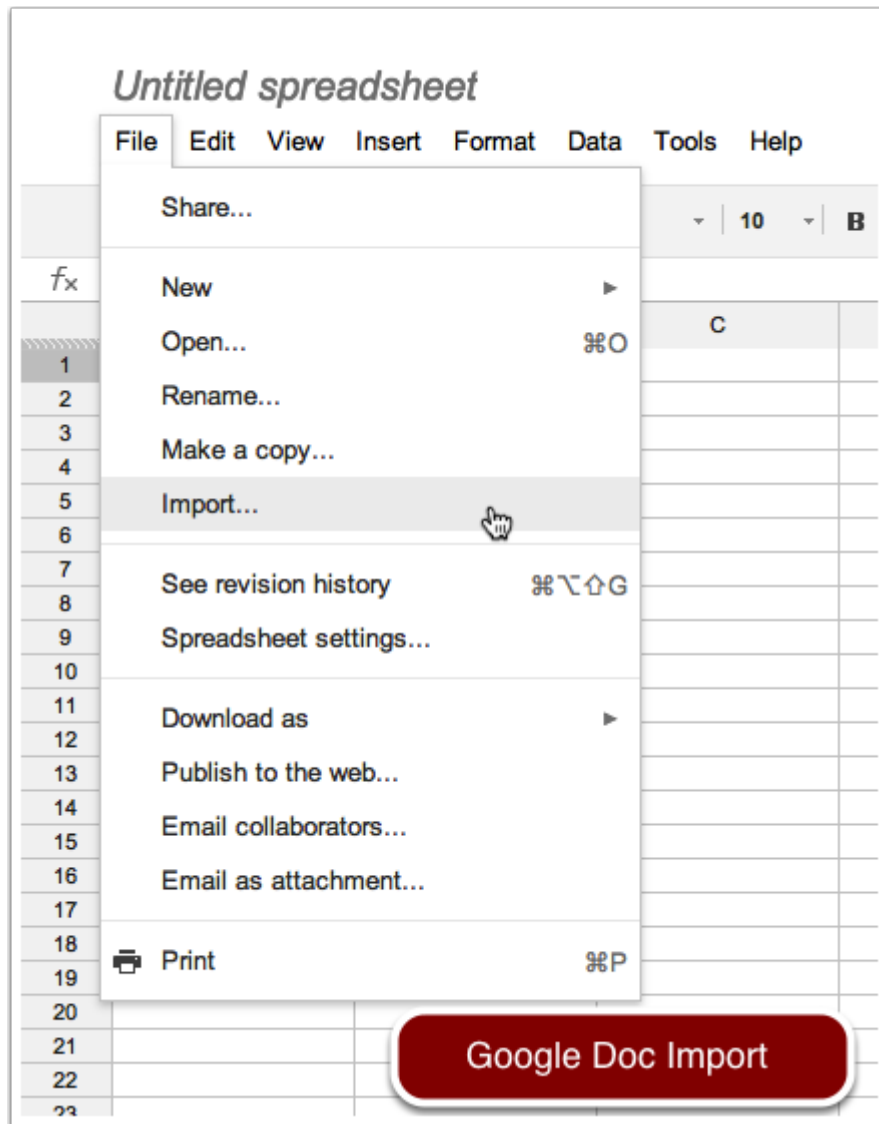 Untitled spreadsheet
File Edit View Insert Format Data Tools Help
Share...
10 B
fx
New ►
C
Open... ⌘O
1
Rename...
2
3
Make a copy...
4
5
Import...
6
7
See revision history ⌘⌥⇧G
8
9
Spreadsheet settings...
10
11
Download as ►
12
13
Publish to the web...
14
Email collaborators...
15
16
Email as attachment...
17
18
Print ⌘P
19
20
21
Google Doc Import
22
23